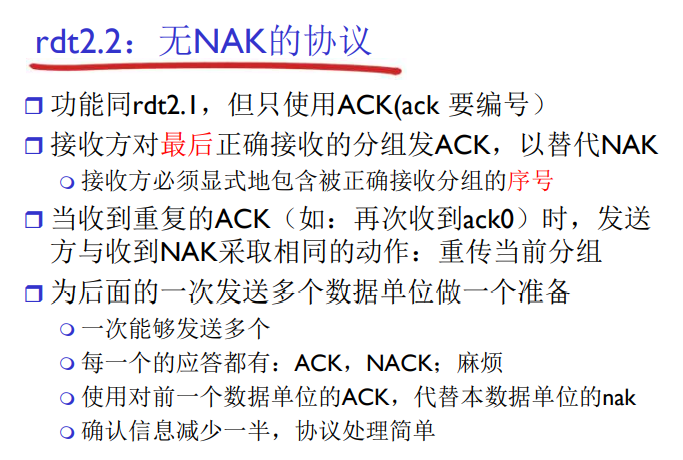 rdt2.2：无NAK的协议
功能同rdt2.1，但只使用ACK(ack 要编号）
接收方对最后正确接收的分组发ACK，以替代NAK
接收方必须显式地包含被正确接收分组的序号
当收到重复的ACK（如：再次收到ack0）时，发送
方与收到NAK采取相同的动作：重传当前分组
为后面的一次发送多个数据单位做一个准备
一次能够发送多个
每一个的应答都有：ACK，NACK；麻烦
使用对前一个数据单位的ACK，代替本数据单位的nak
确认信息减少一半，协议处理简单